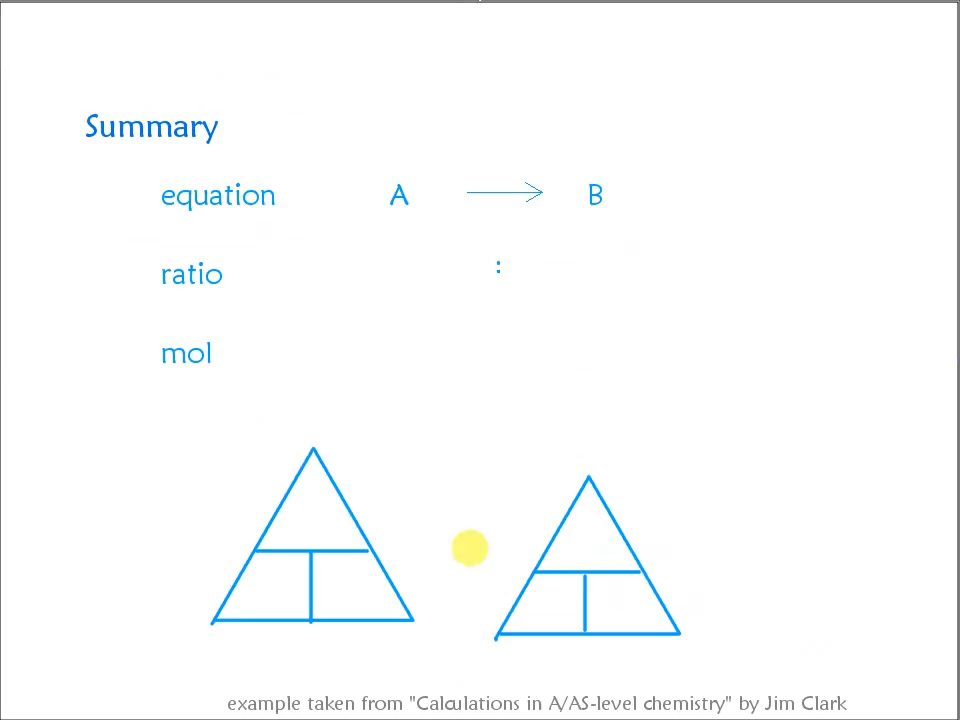 Summary
equation A B
ratio :
mol
example taken from "Calculations in A/AS-level chemistry" by Jim Clark